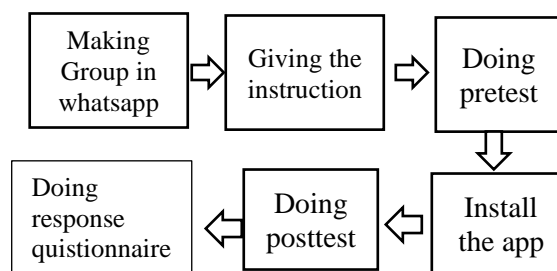 Making
Group in
whatsapp
Giving the
instruction
Doing
pretest
Install
the app
Doing
posttest
Doing
response
quistionnaire